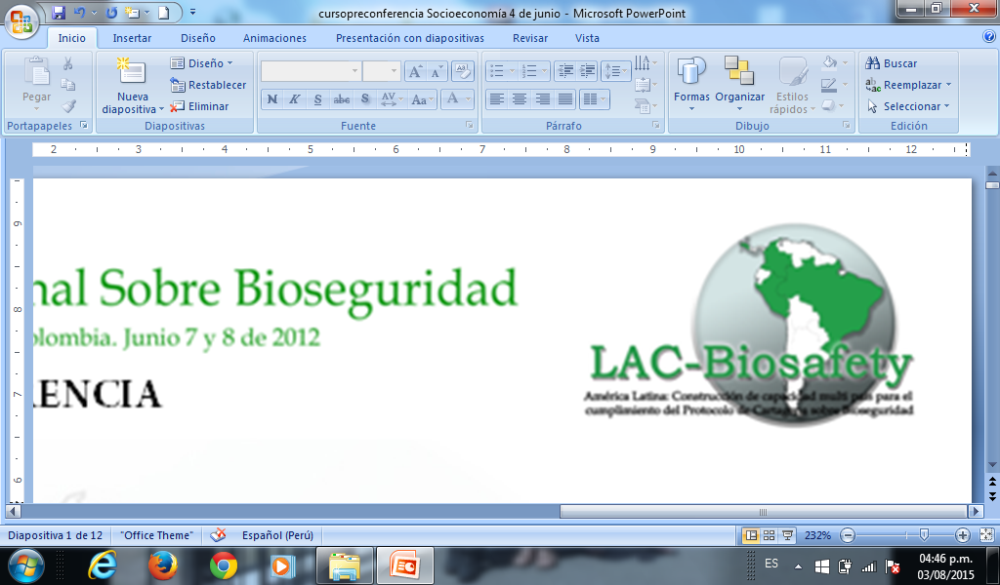 cursopreconferencia Socioeconomía 4 de junio - Microsoft PowerPoint
Inicio Insertar Diseño Animaciones Presentación con diapositivas Revisar Vista
Pegar
Portapapeles
Nueva diapositiva
Diseño
Restablecer
Eliminar
Diapositivas
N K S abc S AV Aa A
Fuente
Párrafo
Formas
Organizar
Estilos rápidos
Dibujo
Buscar
Reemplazar
Seleccionar
Edición
2 3 4 5 6 7 8 9 10 11 12
9
8
7
6
nal Sobre Bioseguridad
olombia. Junio 7 y 8 de 2012
RENCIA
LAC-Biosafety
América Latina: Construcción de capacidad multi país para el
cumplimiento del Protocolo de Cartagena sobre Bioseguridad
Diapositiva 1 de 12 "Office Theme" Español (Perú) 232%
ES 04:46 p.m.
03/08/2015